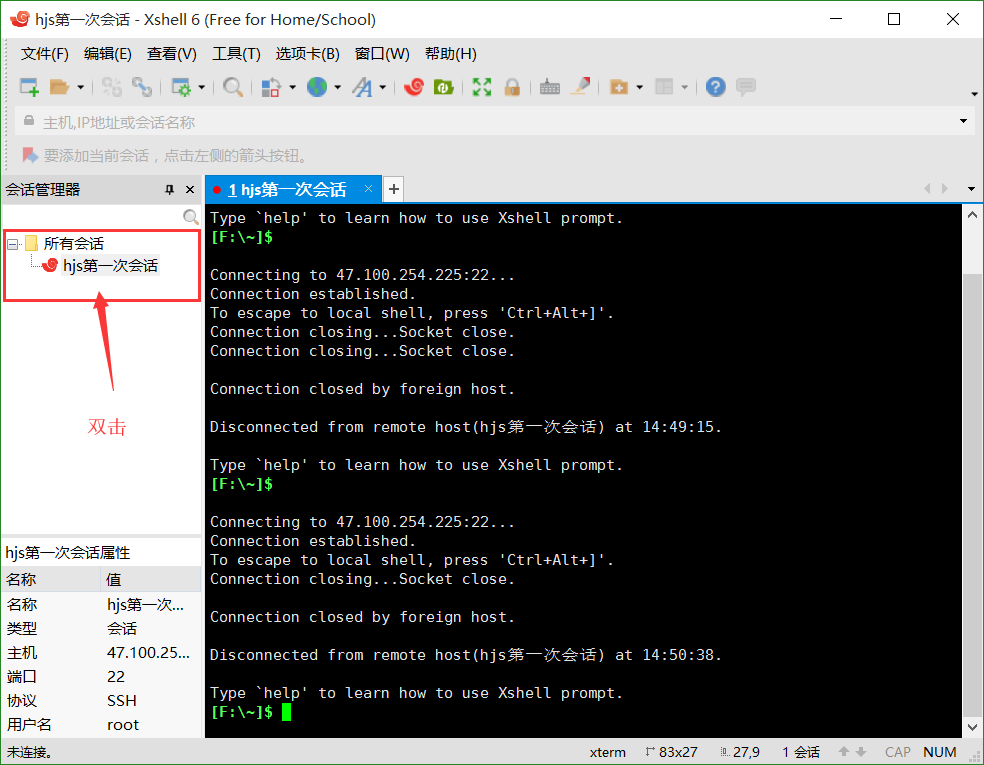 hjs第一次会话 - Xshell 6 (Free for Home/School)
文件(F) 编辑(E) 查看(V) 工具(T) 选项卡(B) 窗口(W) 帮助(H)
主机,IP地址或会话名称
要添加当前会话，点击左侧的箭头按钮。
会话管理器
所有会话
hjs第一次会话
双击
hjs第一次会话属性
名称 值
名称 hjs第一次...
类型 会话
主机 47.100.25...
端口 22
协议 SSH
用户名 root
1 hjs第一次会话
Type `help' to learn how to use Xshell prompt.
[F:\~]$
Connecting to 47.100.254.225:22...
Connection established.
To escape to local shell, press 'Ctrl+Alt+]'.
Connection closing...Socket close.
Connection closing...Socket close.
Connection closed by foreign host.
Disconnected from remote host(hjs第一次会话) at 14:49:15.
Type `help' to learn how to use Xshell prompt.
[F:\~]$
Connecting to 47.100.254.225:22...
Connection established.
To escape to local shell, press 'Ctrl+Alt+]'.
Connection closing...Socket close.
Connection closed by foreign host.
Disconnected from remote host(hjs第一次会话) at 14:50:38.
Type `help' to learn how to use Xshell prompt.
[F:\~]$
未连接。 xterm 83x27 27,9 1 会话 CAP NUM